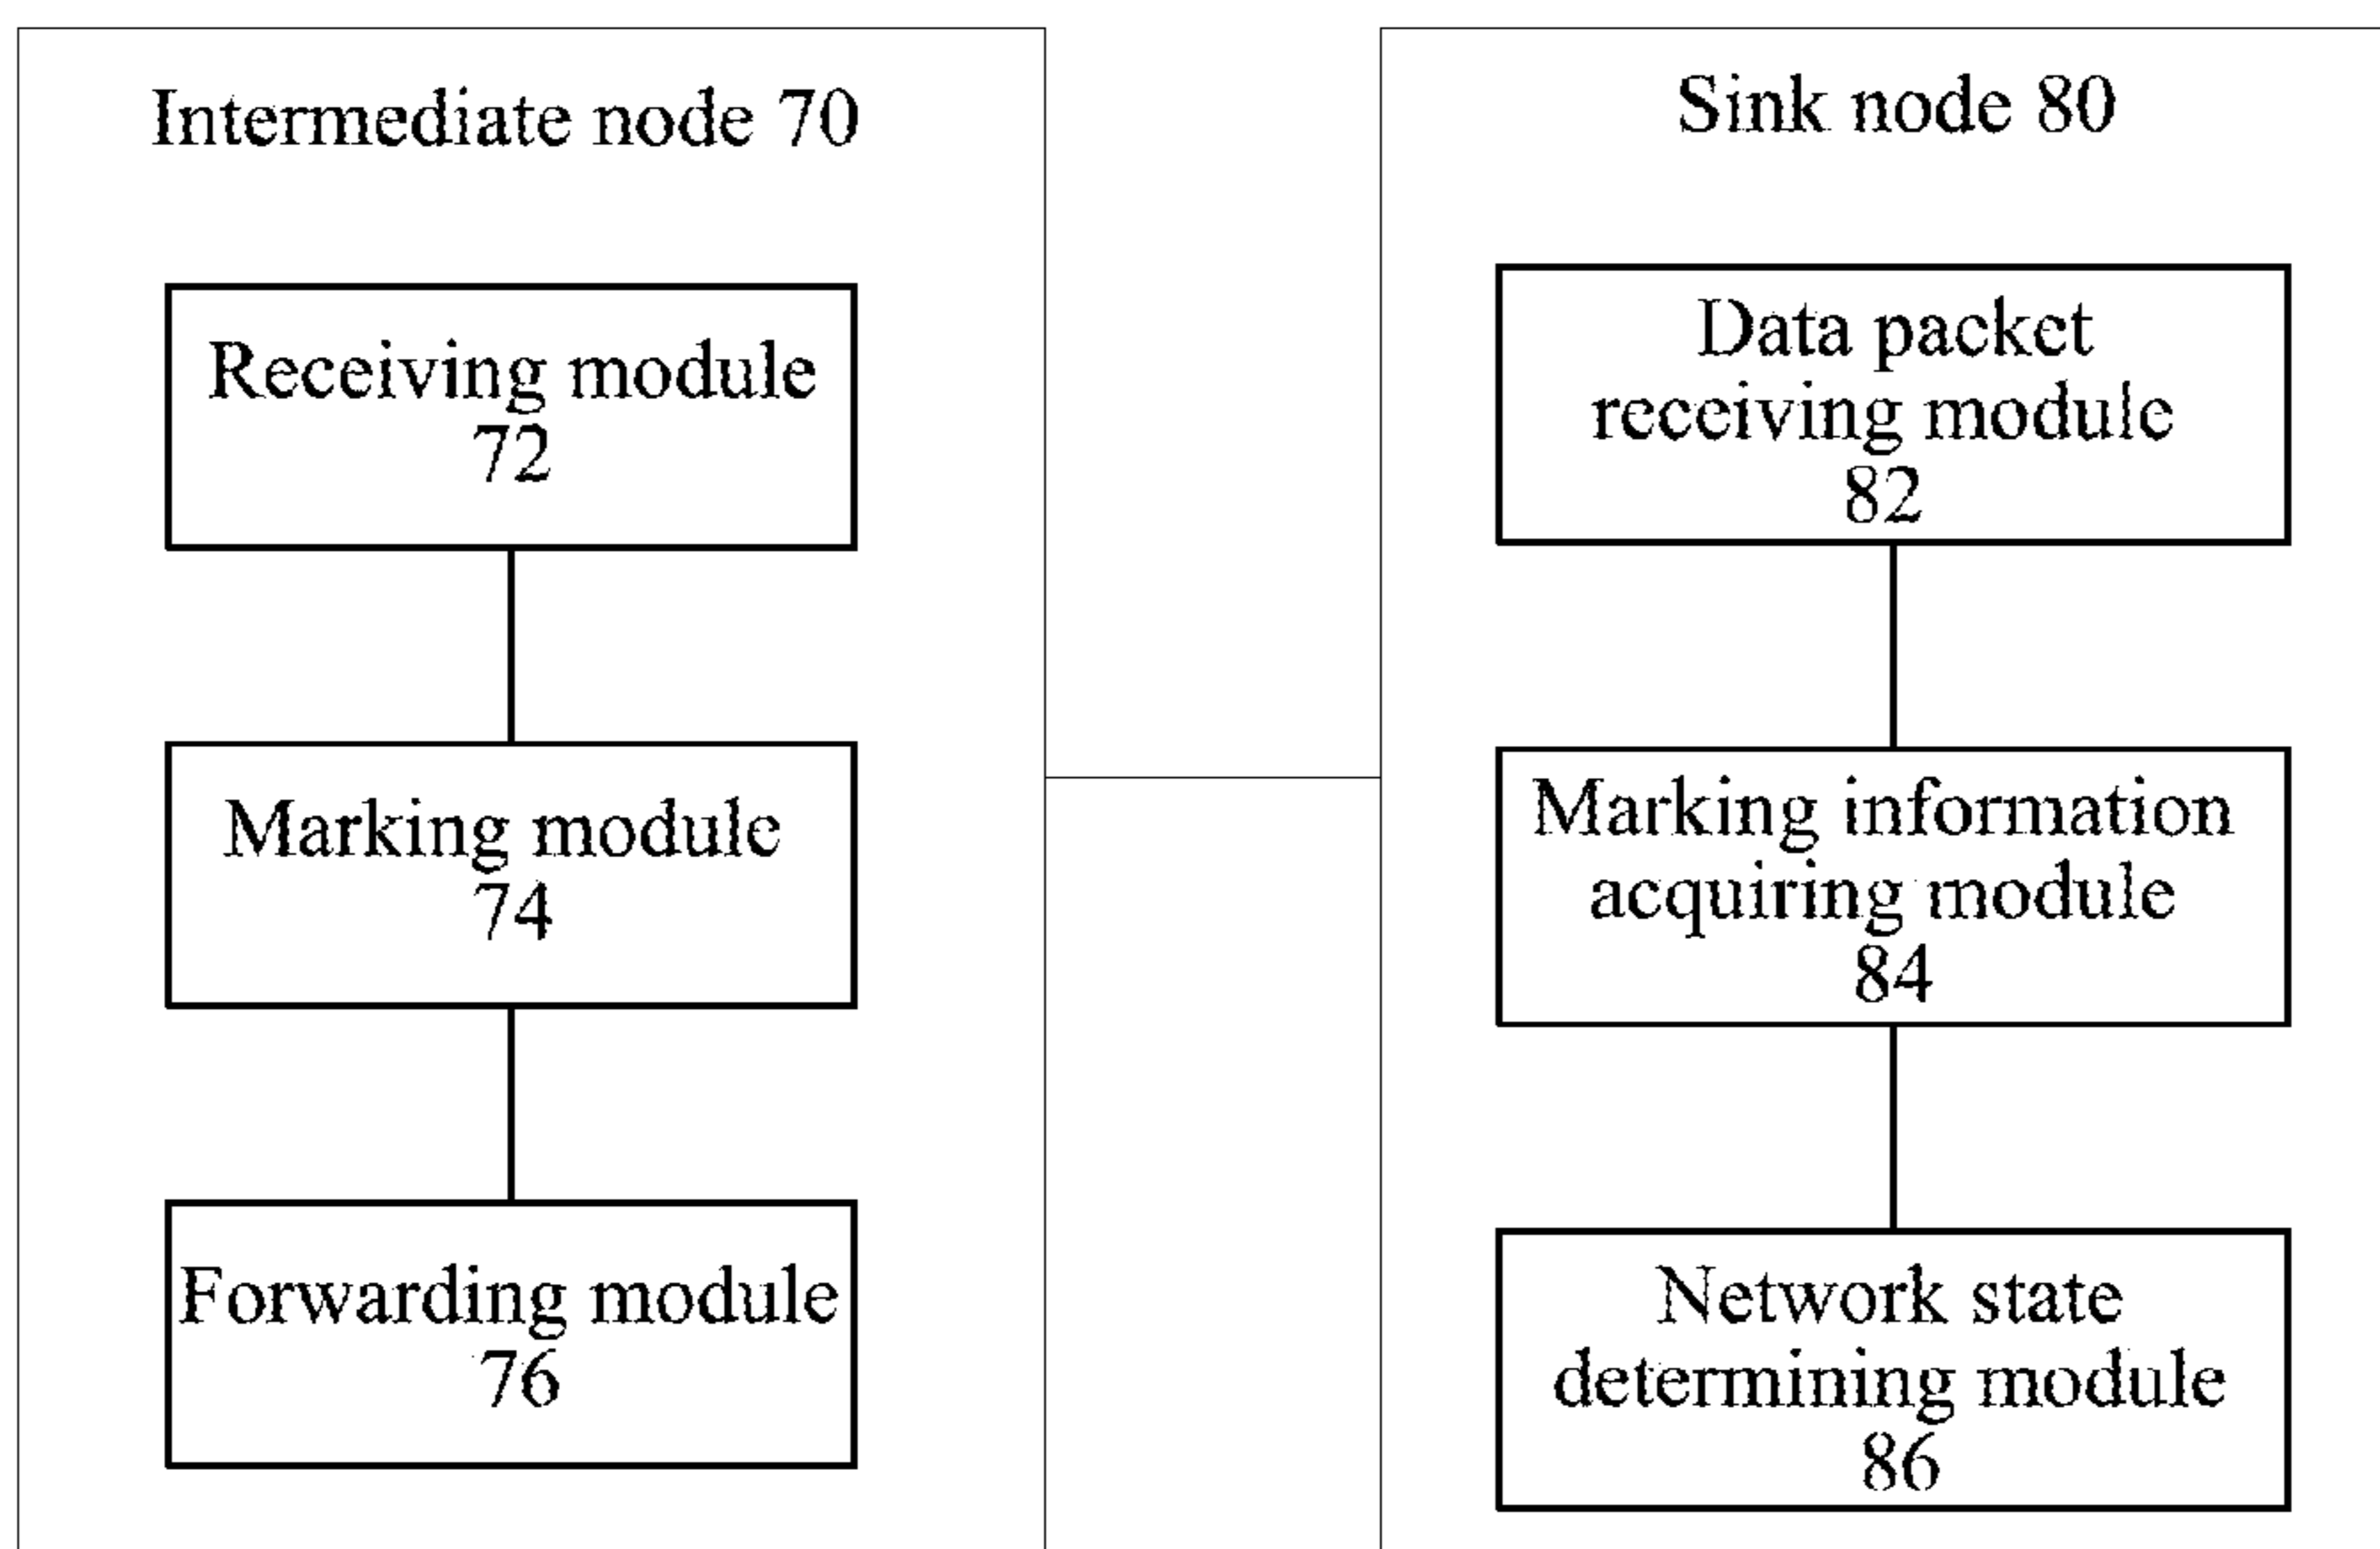 Intermediate node 70
Receiving module
72
Marking module
74
Forwarding module
76
Sink node 80
Data packet
receiving module
82
Marking information
acquiring module
84
Network state
determining module
86